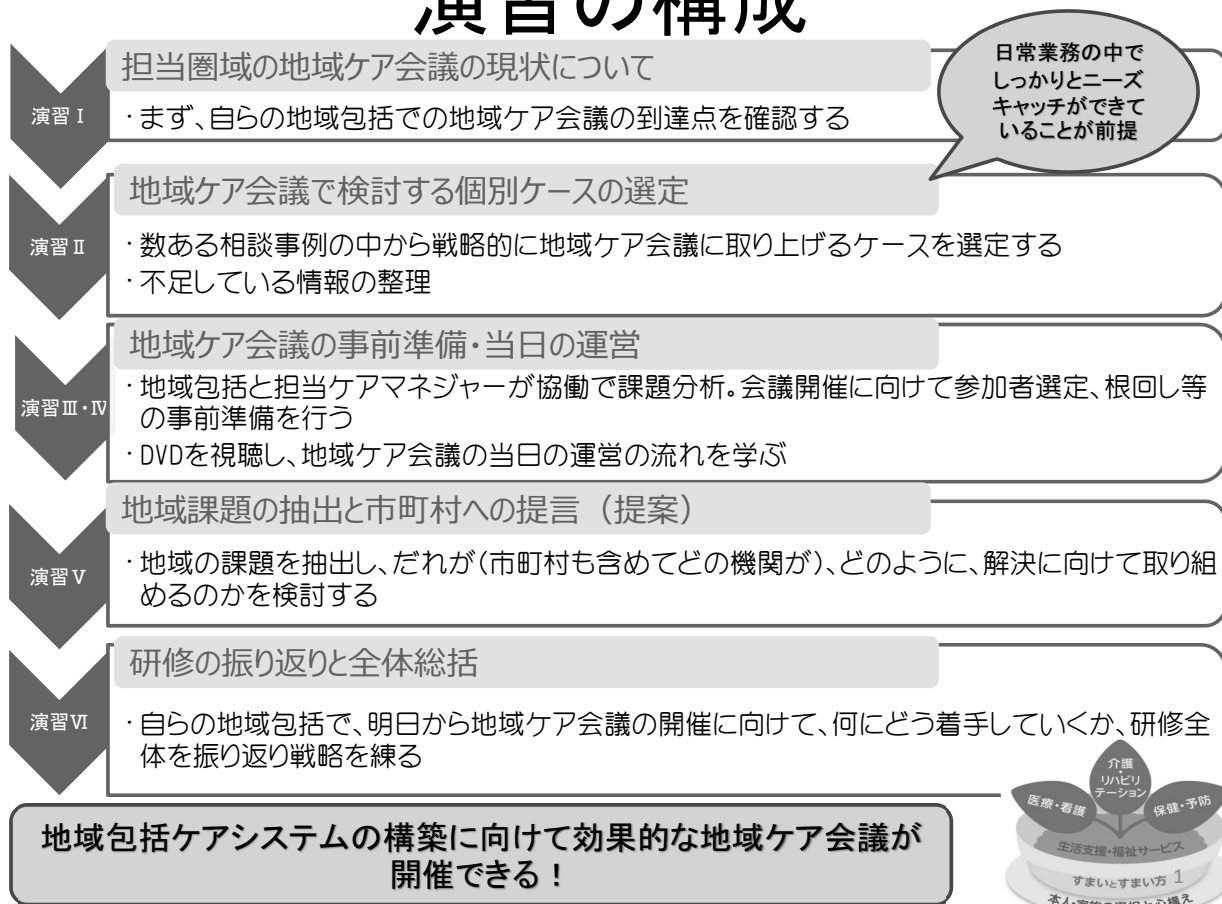 演習の構成
日常業務の中で
しっかりとニーズ
キャッチができて
いることが前提
演習Ⅰ
担当圏域の地域ケア会議の現状について
・まず、自らの地域包括での地域ケア会議の到達点を確認する
演習Ⅱ
地域ケア会議で検討する個別ケースの選定
・数ある相談事例の中から戦略的に地域ケア会議に取り上げるケースを選定する
・不足している情報の整理
演習Ⅲ・Ⅳ
地域ケア会議の事前準備・当日の運営
・地域包括と担当ケアマネジャーが協働で課題分析。会議開催に向けて参加者選定、根回し等
の事前準備を行う
・DVDを視聴し、地域ケア会議の当日の運営の流れを学ぶ
演習Ⅴ
地域課題の抽出と市町村への提言（提案）
・地域の課題を抽出し、だれが(市町村も含めてどの機関が)、どのように、解決に向けて取り組
めるのかを検討する
演習Ⅵ
研修の振り返りと全体総括
・自らの地域包括で、明日から地域ケア会議の開催に向けて、何にどう着手していくか、研修全
体を振り返り戦略を練る
地域包括ケアシステムの構築に向けて効果的な地域ケア会議が
開催できる！
介護
・
リハビリ
テーション
医療・看護
保健・予防
生活支援・福祉サービス
すまいとすまい方
1
本人・家族の選択と心構え